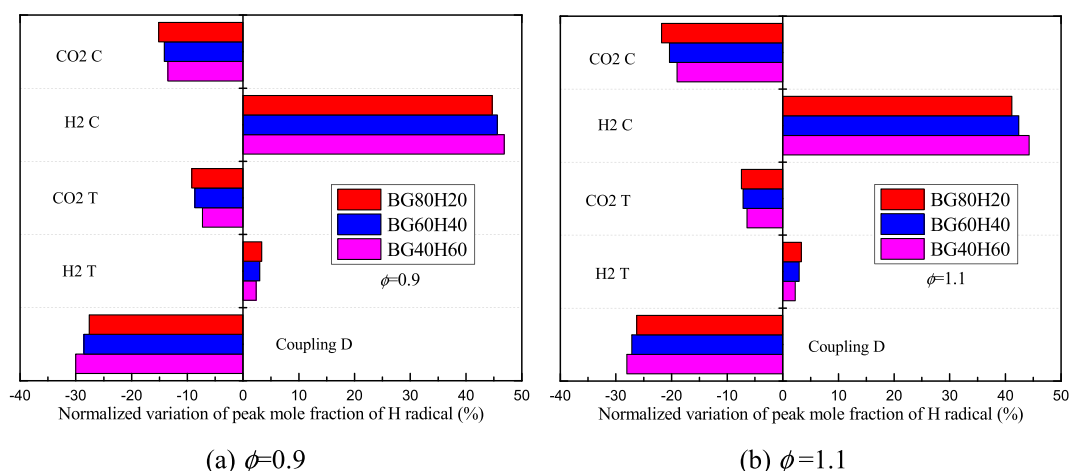 CO2 C
H2 C
CO2 T
H2 T
Coupling D
BG80H20
BG60H40
BG40H60
ϕ=0.9
-40 -30 -20 -10 0 10 20 30 40 50
Normalized variation of peak mole fraction of H radical (%)
(a) ϕ=0.9
CO2 C
H2 C
CO2 T
H2 T
Coupling D
BG80H20
BG60H40
BG40H60
ϕ=1.1
-40 -30 -20 -10 0 10 20 30 40 50
Normalized variation of peak mole fraction of H radical (%)
(b) ϕ =1.1